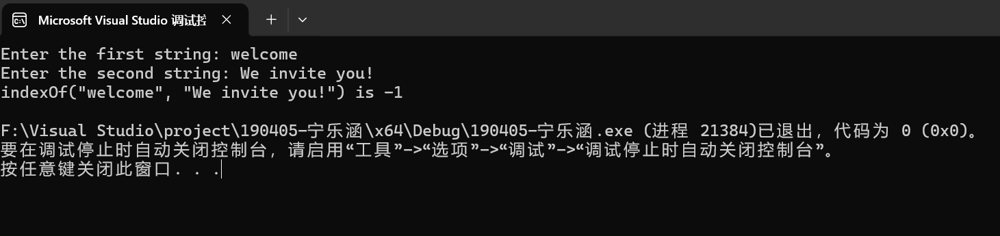 Microsoft Visual Studio 调试控
Enter the first string: welcome
Enter the second string: We invite you!
indexOf("welcome", "We invite you!") is -1
F:\Visual Studio\project\190405-宁乐涵\x64\Debug\190405-宁乐涵.exe (进程 21384)已退出，代码为 0 (0x0)。
要在调试停止时自动关闭控制台，请启用“工具”->“选项”->“调试”->“调试停止时自动关闭控制台”。
按任意键关闭此窗口. . .